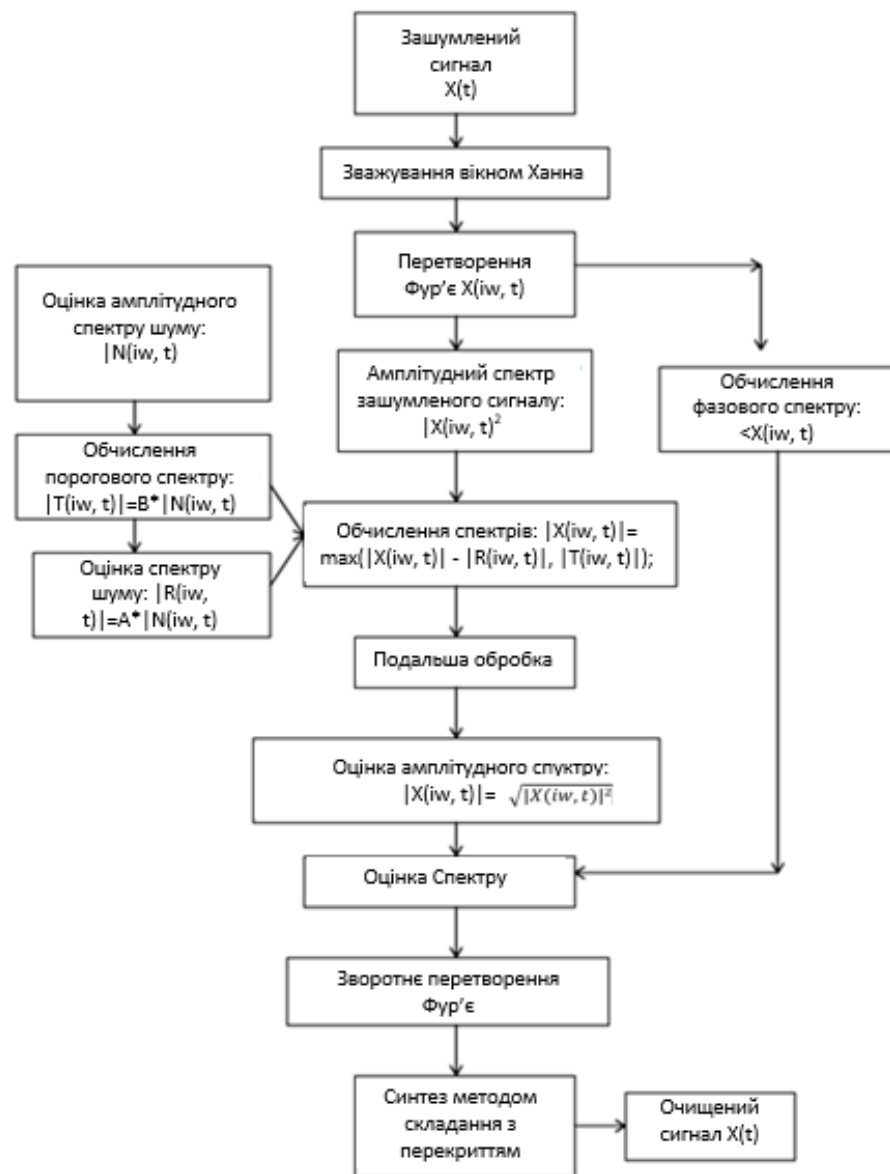 Зашумлений
сигнал
X(t)
Зважування вікном Ханна
Перетворення
Фур'є X(iw, t)
Оцінка амплітудного
спектру шуму:
|N(iw, t)
Амплітудний спектр
зашумленого сигналу:
|X(iw, t)²
Обчислення
фазового спектру:
<X(iw, t)
Обчислення
порогового спектру:
|T(iw, t)|=B*|N(iw, t)
Обчислення спектрів: |X(iw, t)|=
max(|X(iw, t)| - |R(iw, t)|, |T(iw, t)|);
Оцінка спектру
шуму: |R(iw,
t)|=A*|N(iw, t)
Подальша обробка
Оцінка амплітудного спуктру:
|X(iw, t)|= √|X(iw, t)|²
Оцінка Спектру
Зворотнє перетворення
Фур'є
Синтез методом
складання з
перекриттям
Очищений
сигнал X(t)